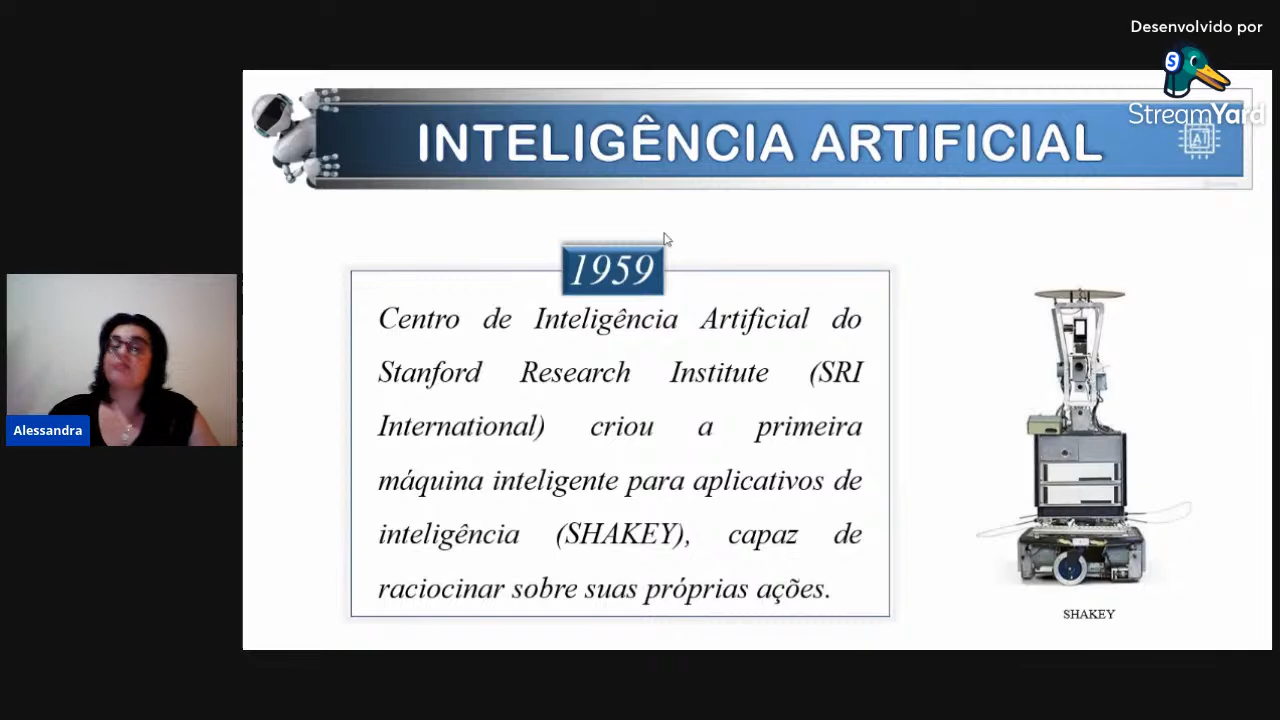 Desenvolvido por
StreamYard
INTELIGÊNCIA ARTIFICIAL
AI
1959
Centro de Inteligência Artificial do
Stanford Research Institute (SRI
International) criou a primeira
máquina inteligente para aplicativos de
inteligência (SHAKEY), capaz de
raciocinar sobre suas próprias ações.
SHAKEY
Alessandra